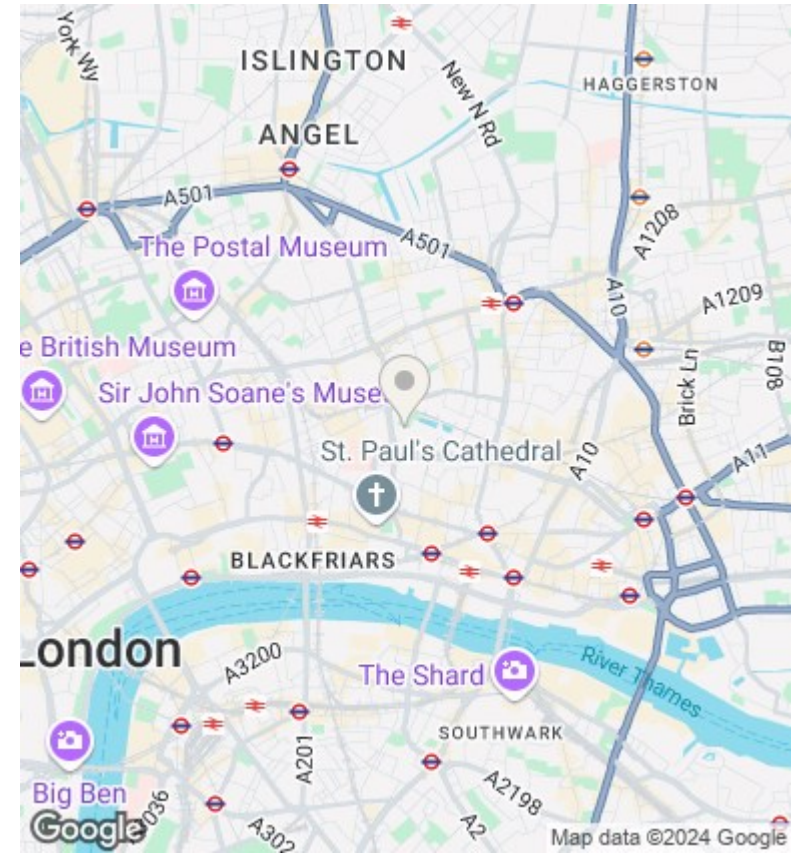 York Wy
ISLINGTON
New N Rd
HAGGERSTON
ANGEL
A501
A501
A1208
The Postal Museum
A10
A1209
e British Museum
B108
Sir John Soane's Muse…
Brick Ln
St. Paul's Cathedral
A10
A11
BLACKFRIARS
London
A3200
The Shard
River Thames
SOUTHWARK
A201
Big Ben
A2198
3036
A302
A2
Google
Map data ©2024 Google